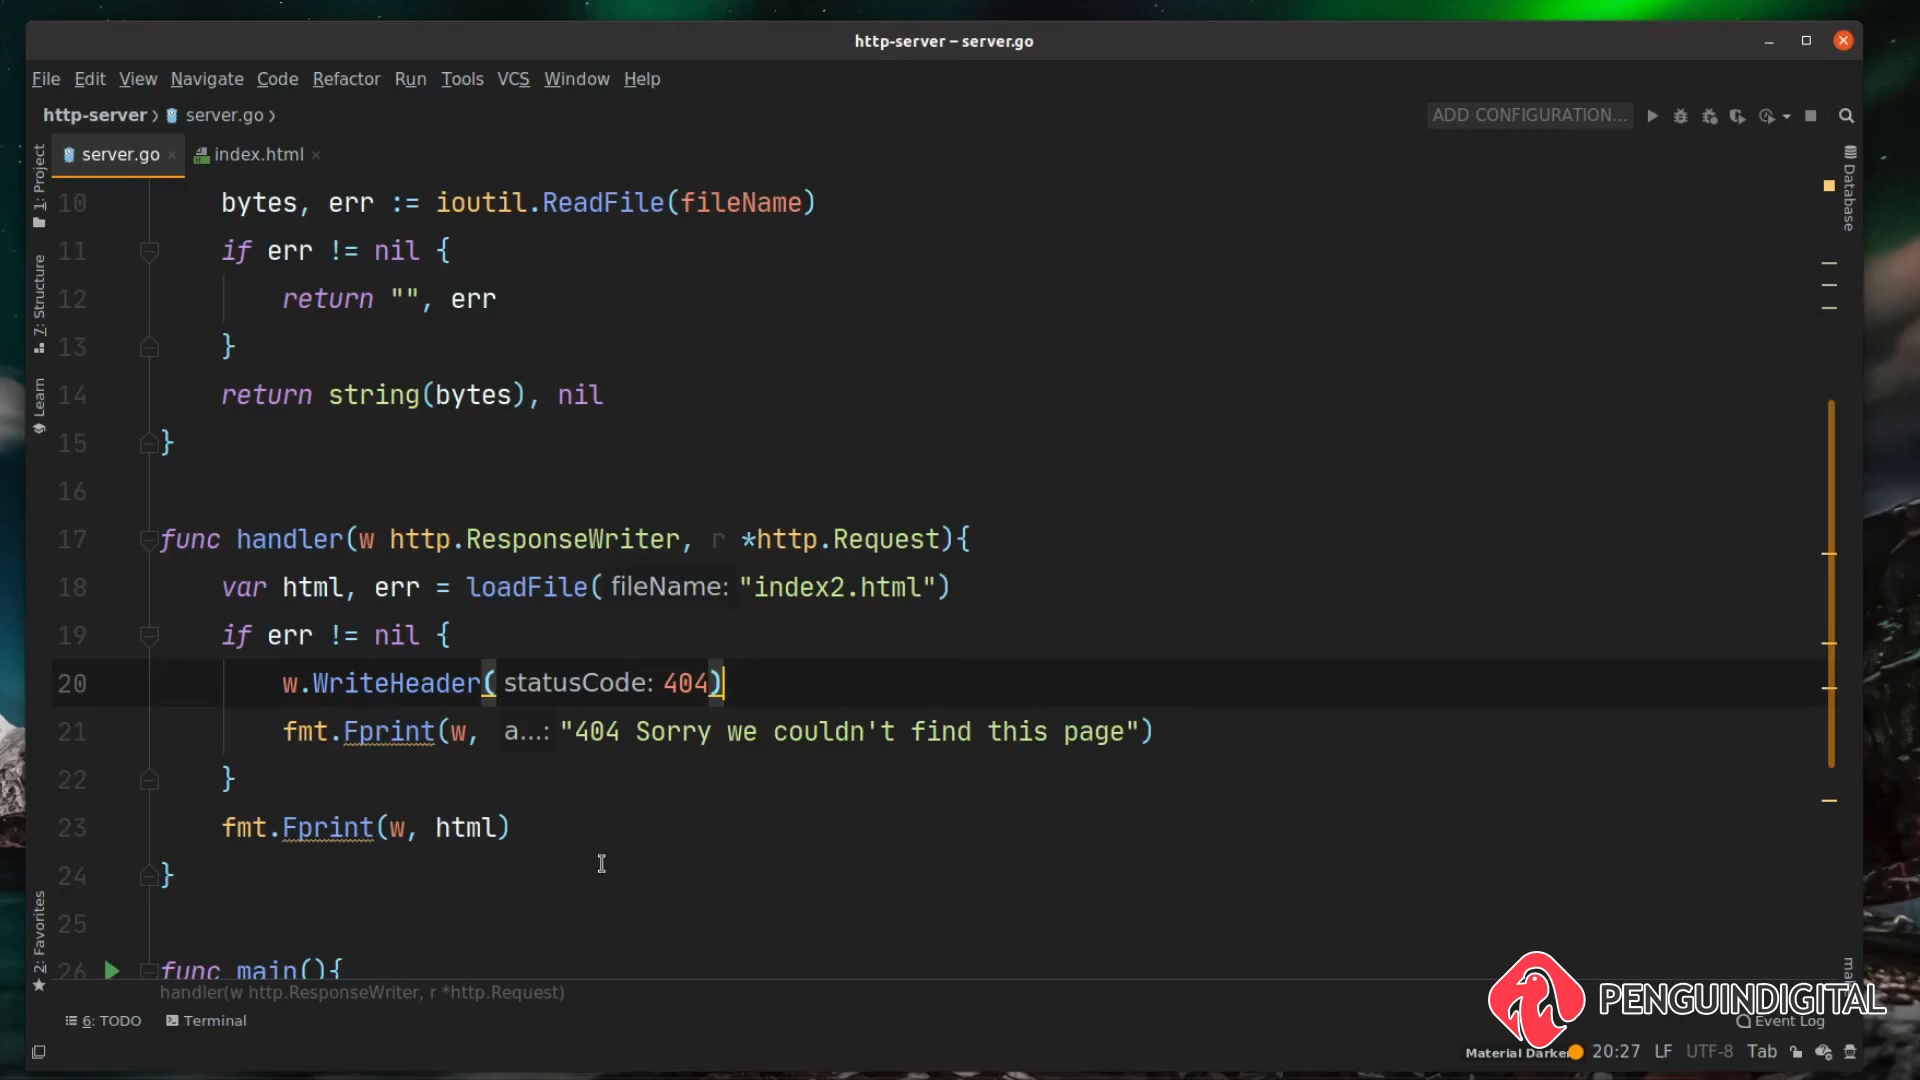 http-server – server.go
File Edit View Navigate Code Refactor Run Tools VCS Window Help
http-server server.go
ADD CONFIGURATION...
server.go
index.html
1: Project
7: Structure
Learn
2: Favorites
Database
10 bytes, err := ioutil.ReadFile(fileName)
11 if err != nil {
12 return "", err
13 }
14 return string(bytes), nil
15 }
16
17 func handler(w http.ResponseWriter, r *http.Request){
18 var html, err = loadFile( fileName: "index2.html")
19 if err != nil {
20 w.WriteHeader( statusCode: 404)
21 fmt.Fprint(w, a...: "404 Sorry we couldn't find this page")
22 }
23 fmt.Fprint(w, html)
24 }
25
26 func main(){
handler(w http.ResponseWriter, r *http.Request)
PENGUINDIGITAL
6: TODO Terminal
Event Log
Material Darker 20:27 LF UTF-8 Tab